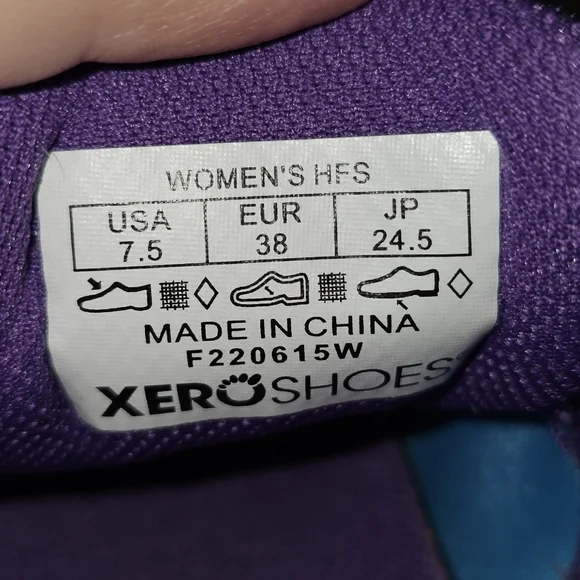 WOMEN'S HFS
USA EUR JP
7.5 38 24.5
MADE IN CHINA
F220615W
XEROSHOES